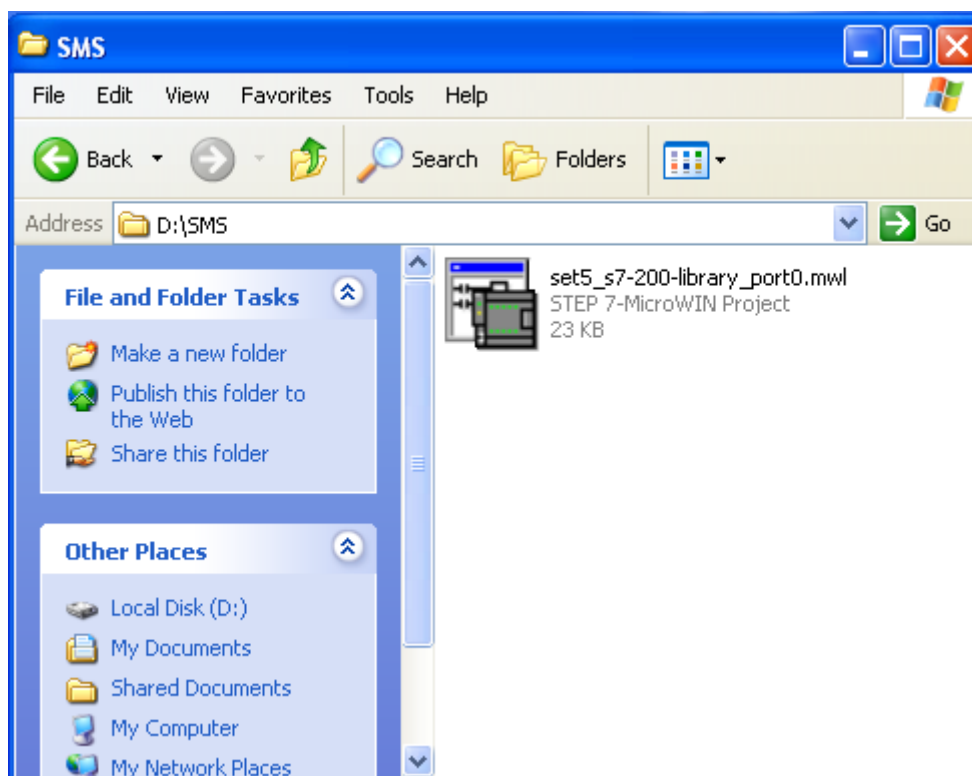 SMS
File Edit View Favorites Tools Help
Back Search Folders
Address D:\SMS Go
File and Folder Tasks
Make a new folder
Publish this folder to
the Web
Share this folder
Other Places
Local Disk (D:)
My Documents
Shared Documents
My Computer
My Network Places
set5_s7-200-library_port0.mwl
STEP 7-MicroWIN Project
23 KB